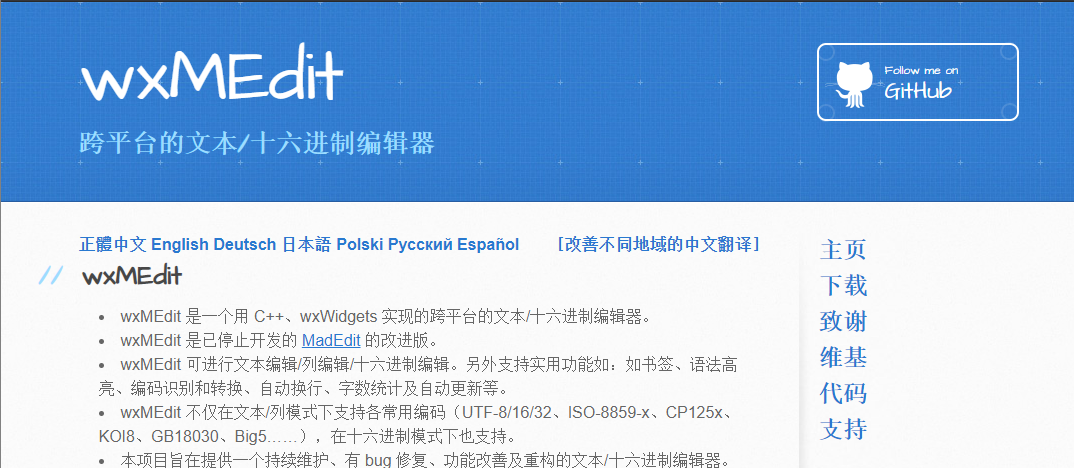 wxMEdit
Follow me on
GitHub
跨平台的文本/十六进制编辑器
正體中文 English Deutsch 日本語 Polski Русский Español
[改善不同地域的中文翻译]
// wxMEdit
• wxMEdit 是一个用 C++、wxWidgets 实现的跨平台的文本/十六进制编辑器。
• wxMEdit 是已停止开发的 MadEdit 的改进版。
• wxMEdit 可进行文本编辑/列编辑/十六进制编辑。另外支持实用功能如：如书签、语法高
亮、编码识别和转换、自动换行、字数统计及自动更新等。
• wxMEdit 不仅在文本/列模式下支持各常用编码（UTF-8/16/32、ISO-8859-x、CP125x、
KOI8、GB18030、Big5……），在十六进制模式下也支持。
• 本项目旨在提供一个持续维护、有 bug 修复、功能改善及重构的文本/十六进制编辑器。
主页
下载
致谢
维基
代码
支持